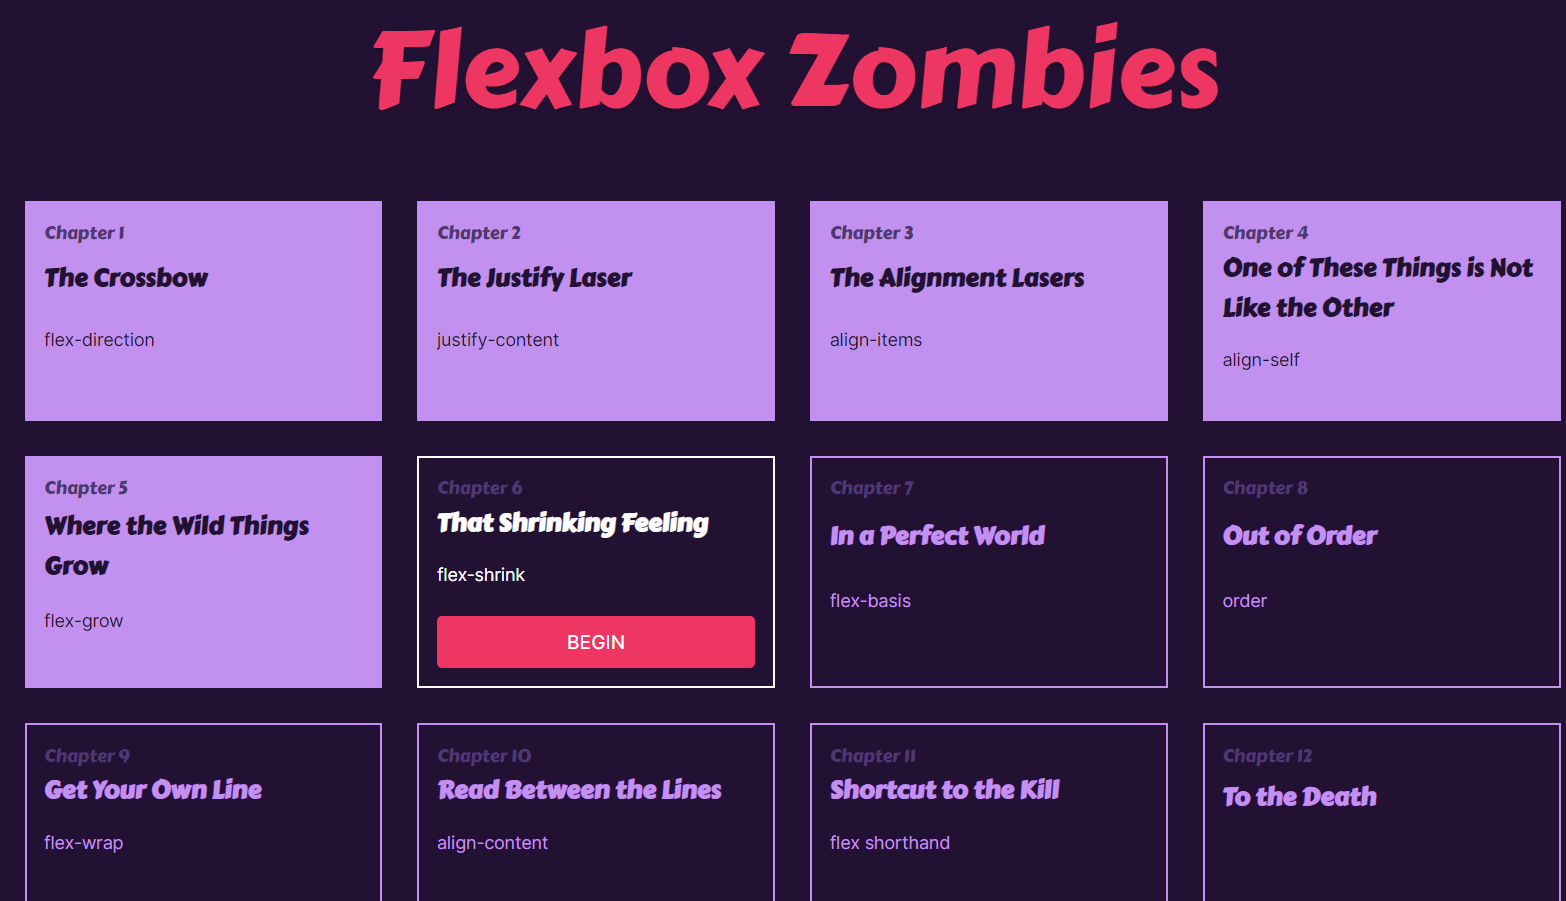 Flexbox Zombies
Chapter 1
The Crossbow
flex-direction
Chapter 2
The Justify Laser
justify-content
Chapter 3
The Alignment Lasers
align-items
Chapter 4
One of These Things is Not
Like the Other
align-self
Chapter 5
Where the Wild Things
Grow
flex-grow
Chapter 6
That Shrinking Feeling
flex-shrink
BEGIN
Chapter 7
In a Perfect World
flex-basis
Chapter 8
Out of Order
order
Chapter 9
Get Your Own Line
flex-wrap
Chapter 10
Read Between the Lines
align-content
Chapter 11
Shortcut to the Kill
flex shorthand
Chapter 12
To the Death